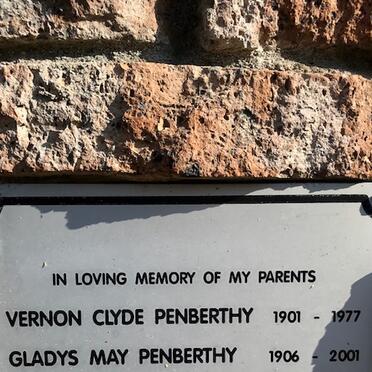 IN LOVING MEMORY OF MY PARENTS
VERNON CLYDE PENBERTHY 1901 - 1977
GLADYS MAY PENBERTHY 1906 - 2001